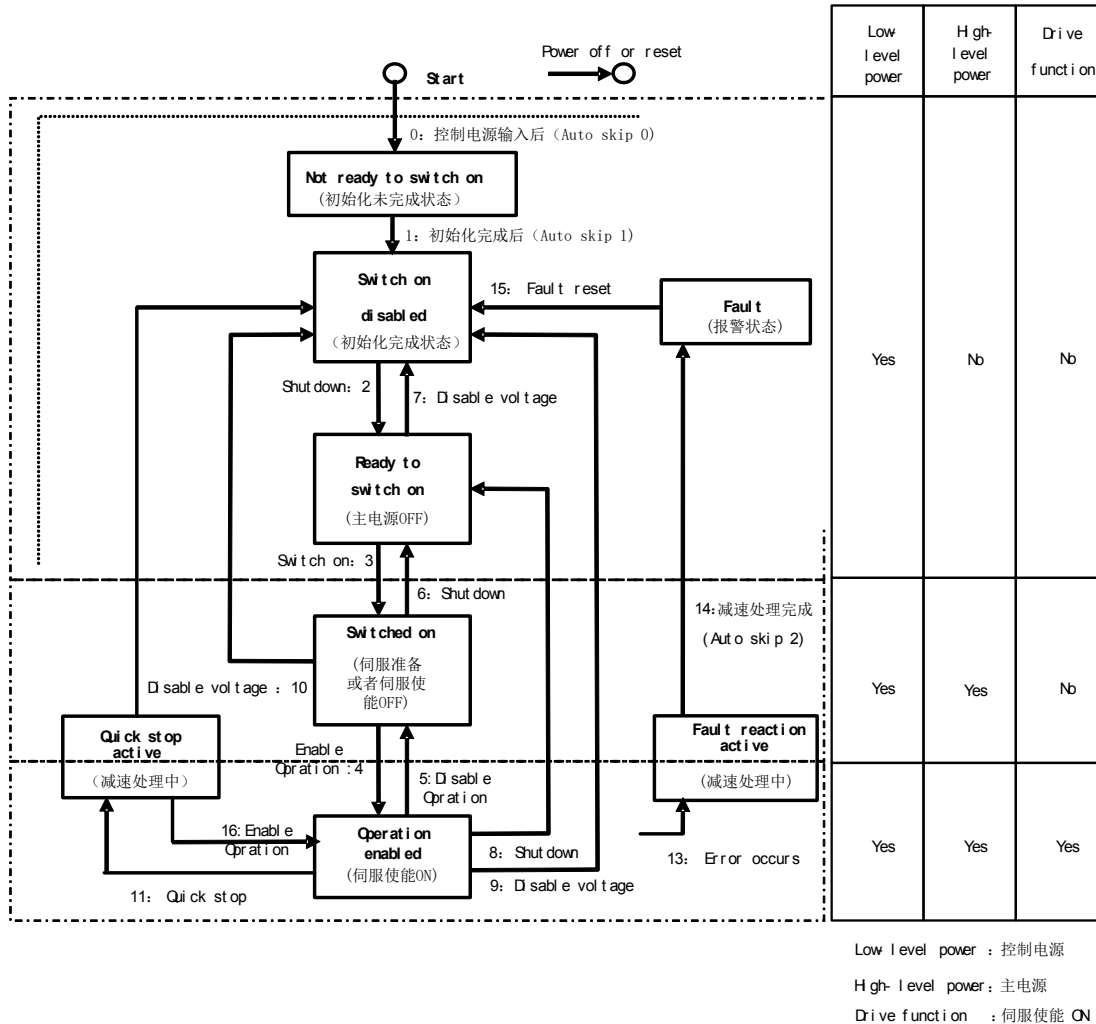 Start
Power off or reset
Low-level power
High-level power
Drive function
0: 控制电源输入后（Auto skip 0)
Not ready to switch on
(初始化未完成状态）
1: 初始化完成后（Auto skip 1)
Switch on
disabled
（初始化完成状态）
15: Fault reset
Fault
(报警状态)
Yes
No
No
Shutdown: 2
7: Disable voltage
Ready to
switch on
(主电源OFF)
Switch on: 3
6: Shutdown
14:减速处理完成
(Auto skip 2)
Switched on
(伺服准备
或者伺服使
能OFF)
Disable voltage : 10
Yes
Yes
No
Quick stop
active
（减速处理中）
Enable
Opration :4
5:Disable
Opration
Fault reaction
active
(减速处理中)
16:Enable
Opration
Operation
enabled
(伺服使能ON)
8: Shutdown
9: Disable voltage
13: Error occurs
11: Quick stop
Yes
Yes
Yes
Low-level power : 控制电源
High-level power: 主电源
Drive function : 伺服使能 ON